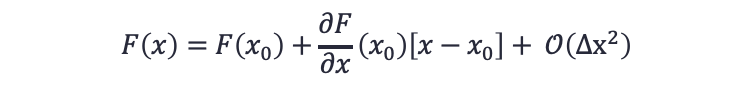 F(x) = F(x₀) + ∂F/∂x (x₀)[x − x₀] + 𝒪(Δx²)